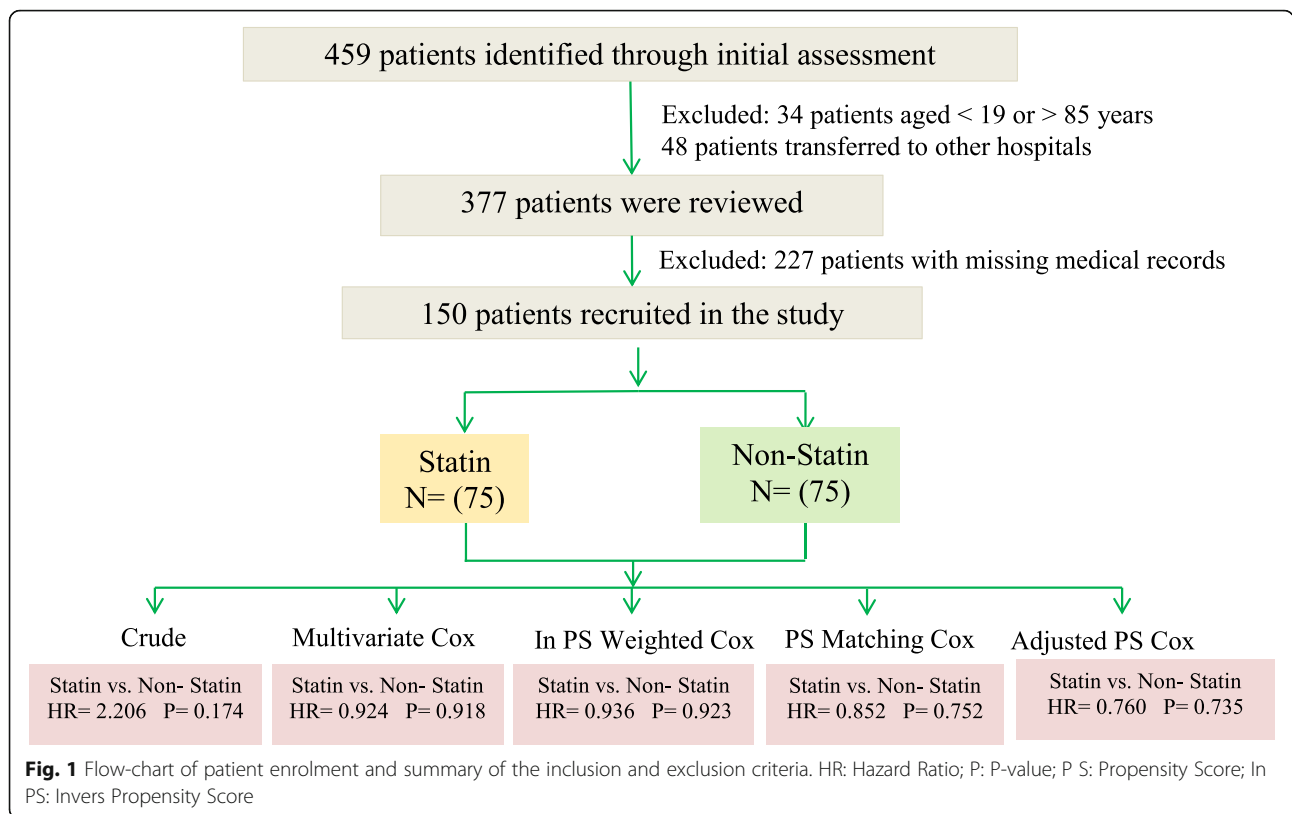 459 patients identified through initial assessment
Excluded: 34 patients aged < 19 or > 85 years
48 patients transferred to other hospitals
377 patients were reviewed
Excluded: 227 patients with missing medical records
150 patients recruited in the study
Statin
N= (75)
Non-Statin
N= (75)
Crude
Statin vs. Non- Statin
HR= 2.206 P= 0.174
Multivariate Cox
Statin vs. Non- Statin
HR= 0.924 P= 0.918
In PS Weighted Cox
Statin vs. Non- Statin
HR= 0.936 P= 0.923
PS Matching Cox
Statin vs. Non- Statin
HR= 0.852 P= 0.752
Adjusted PS Cox
Statin vs. Non- Statin
HR= 0.760 P= 0.735
Fig. 1 Flow-chart of patient enrolment and summary of the inclusion and exclusion criteria. HR: Hazard Ratio; P: P-value; P S: Propensity Score; In
PS: Invers Propensity Score